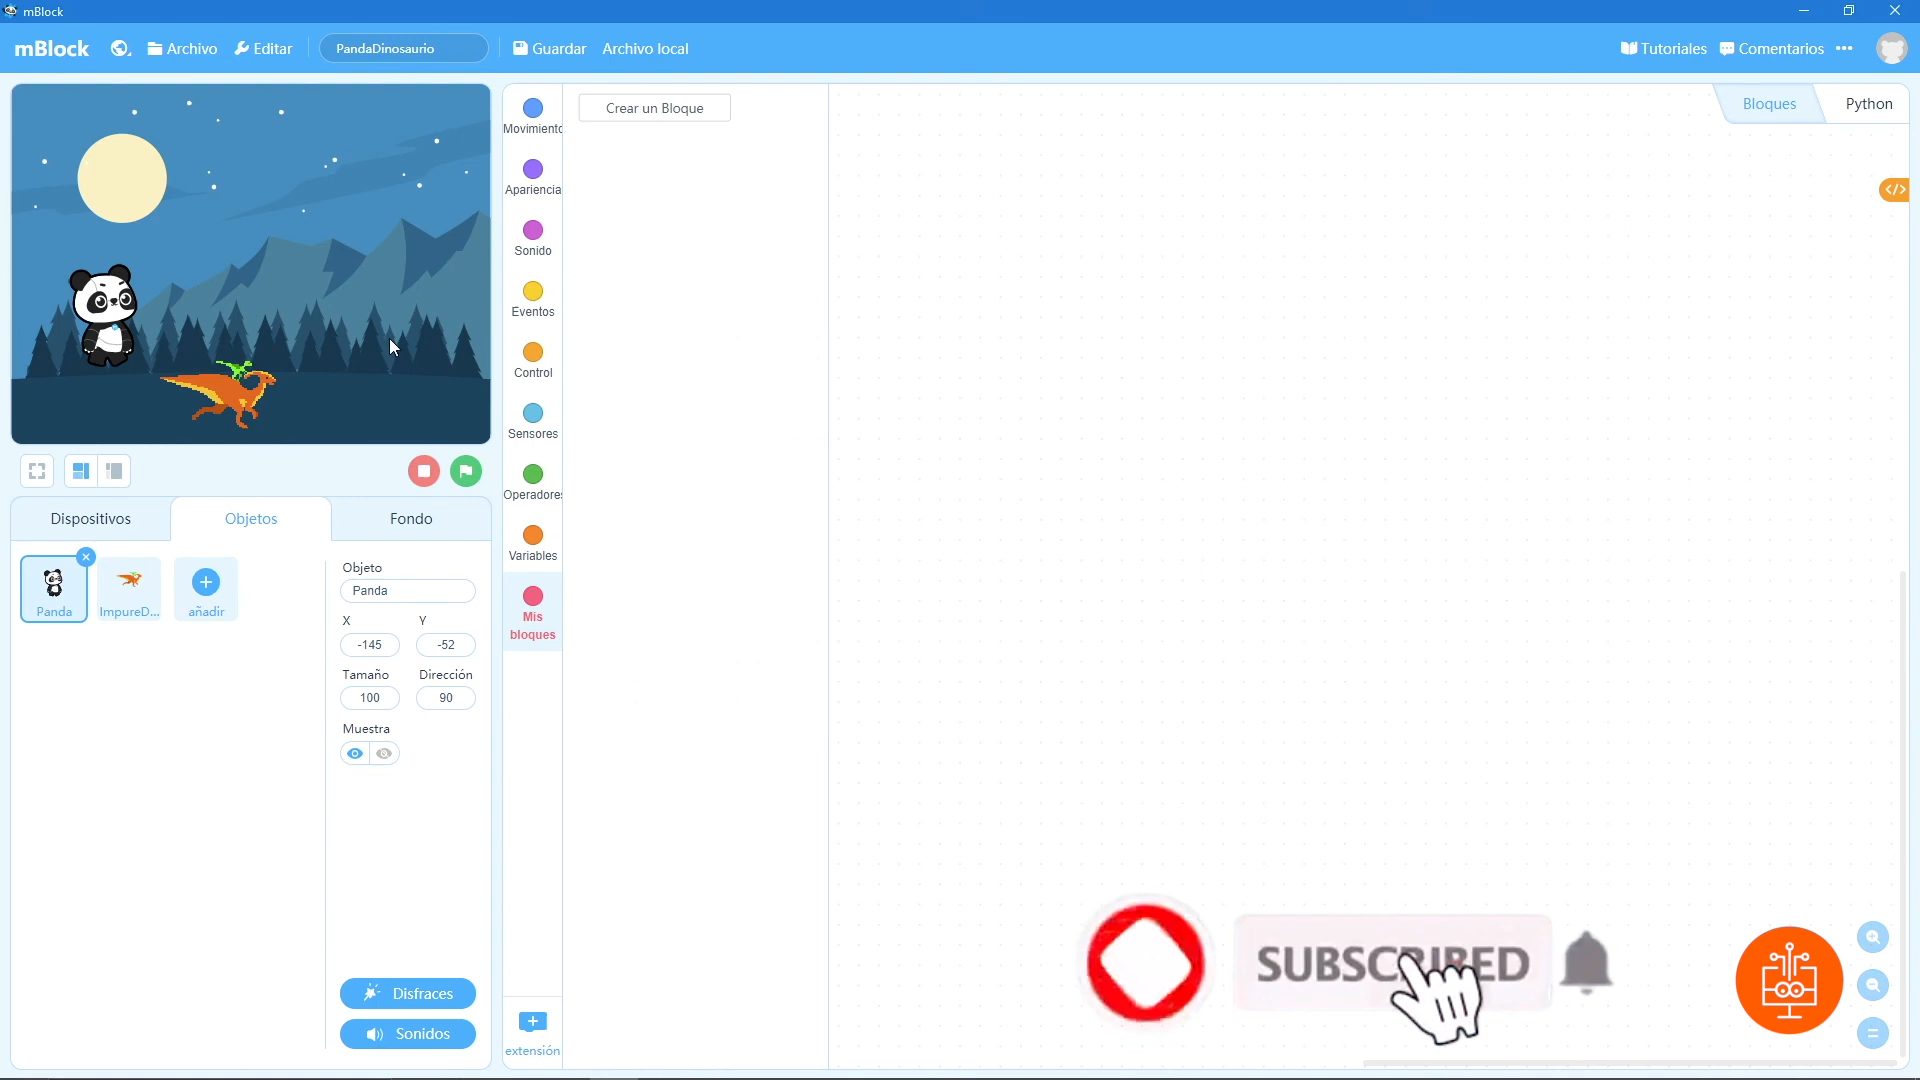 mBlock
mBlock
Archivo
Editar
PandaDinosaurio
Guardar
Archivo local
Tutoriales
Comentarios
Movimiento
Apariencia
Sonido
Eventos
Control
Sensores
Operadores
Variables
Mis
bloques
extensión
Crear un Bloque
Bloques
Python
</>
Dispositivos
Objetos
Fondo
Panda
ImpureD...
añadir
Objeto
Panda
X
Y
-145
-52
Tamaño
Dirección
100
90
Muestra
Disfraces
Sonidos
SUBSCRIBED